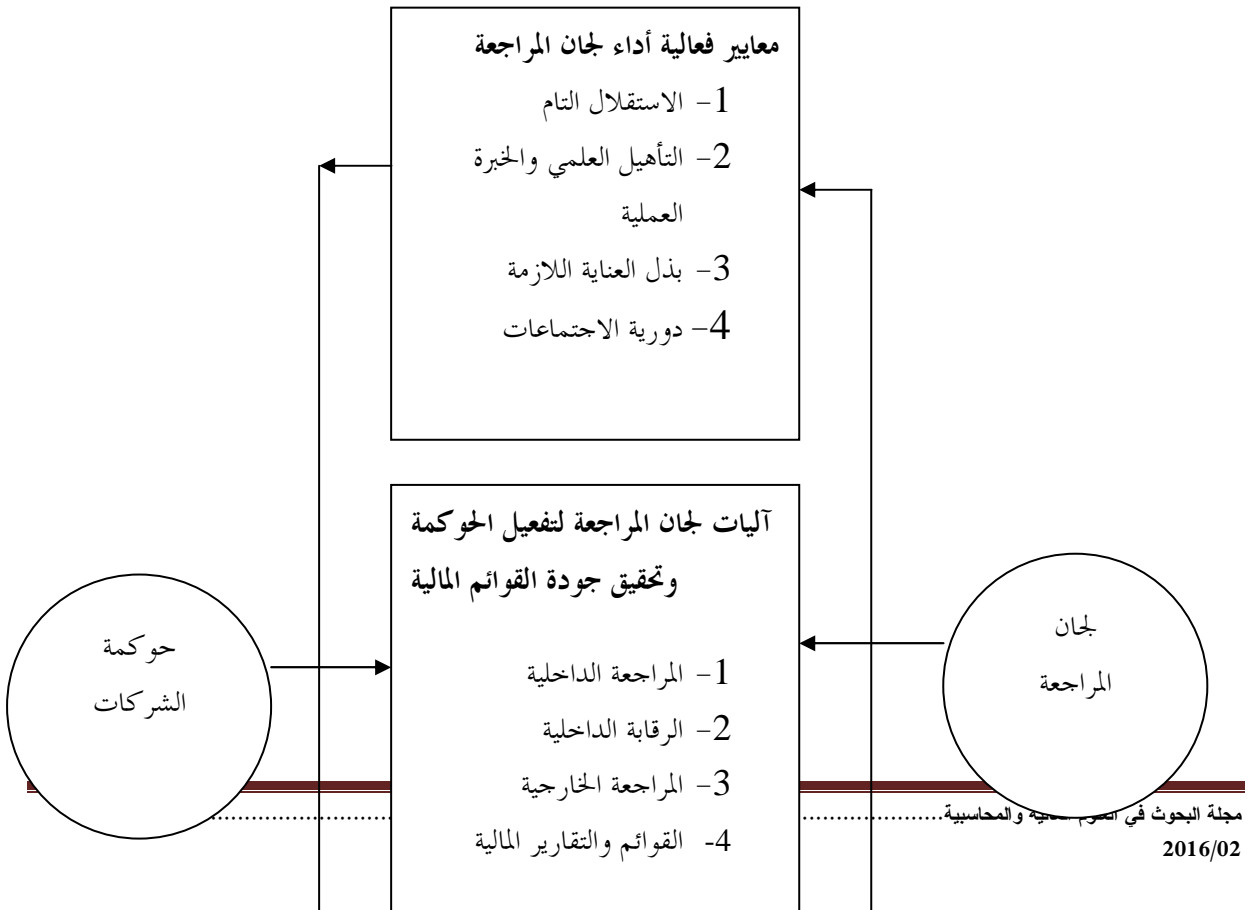 معايير فعالية أداء لجان المراجعة
1- الاستقلال التام
2- التأهيل العلمي والخبرة
العملية
3- بذل العناية اللازمة
4- دورية الاجتماعات
آليات لجان المراجعة لتفعيل الحوكمة
وتحقيق جودة القوائم المالية
1- المراجعة الداخلية
2- الرقابة الداخلية
3- المراجعة الخارجية
4- القوائم والتقارير المالية
لجان
المراجعة
حوكمة
الشركات
مجلة البحوث في العلوم المالية والمحاسبية
2016/02